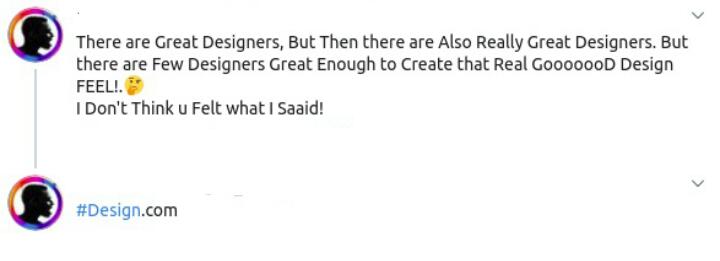 There are Great Designers, But Then there are Also Really Great Designers. But
there are Few Designers Great Enough to Create that Real GooooooD Design
FEEL!.🤔
I Don't Think u Felt what I Saaid!
#Design.com